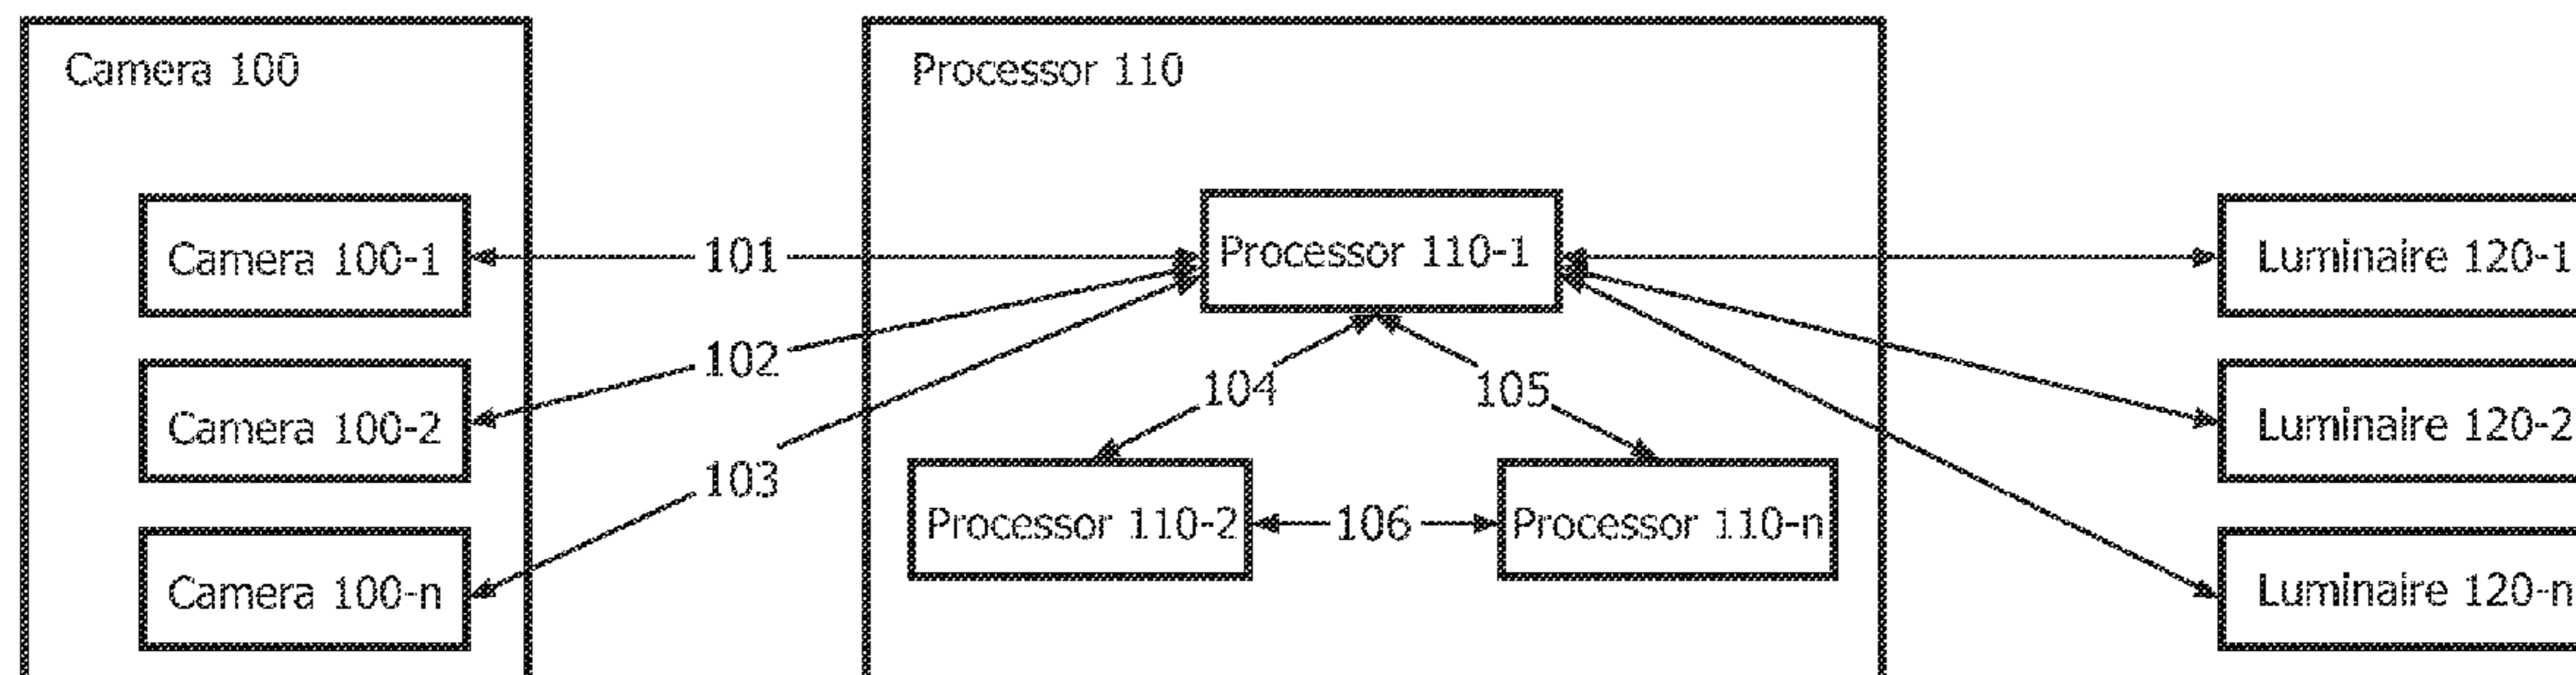 Camera 100
Processor 110
Camera 100-1
101
Processor 110-1
Luminaire 120-1
Camera 100-2
102
104
105
Luminaire 120-2
Camera 100-n
103
Processor 110-2
106
Processor 110-n
Luminaire 120-n